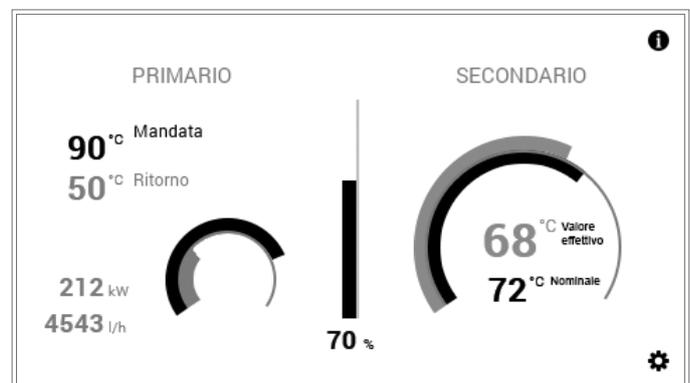 PRIMARIO
90 °C Mandata
50 °C Ritorno
212 kW
4543 l/h
70 %
SECONDARIO
68 °C Valore
effettivo
72 °C Nominale